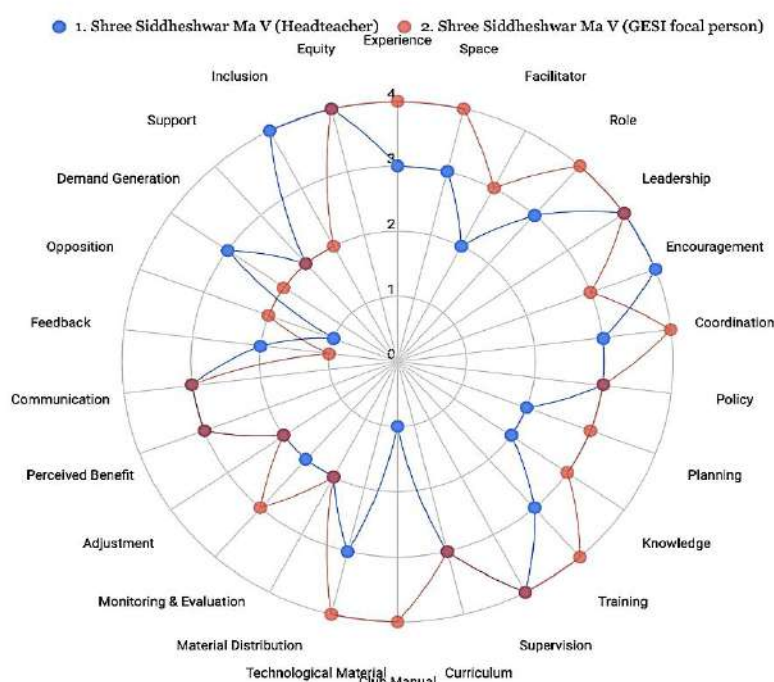 1. Shree Siddheshwar Ma V (Headteacher) 2. Shree Siddheshwar Ma V (GESI focal person)
Experience
Equity
Space
Inclusion
Facilitator
Support
Role
Demand Generation
Leadership
Opposition
Encouragement
Feedback
Coordination
Communication
Policy
Perceived Benefit
Planning
Adjustment
Knowledge
Monitoring & Evaluation
Training
Material Distribution
Supervision
Technological Material
Club Manual
Curriculum
4
3
2
1
0